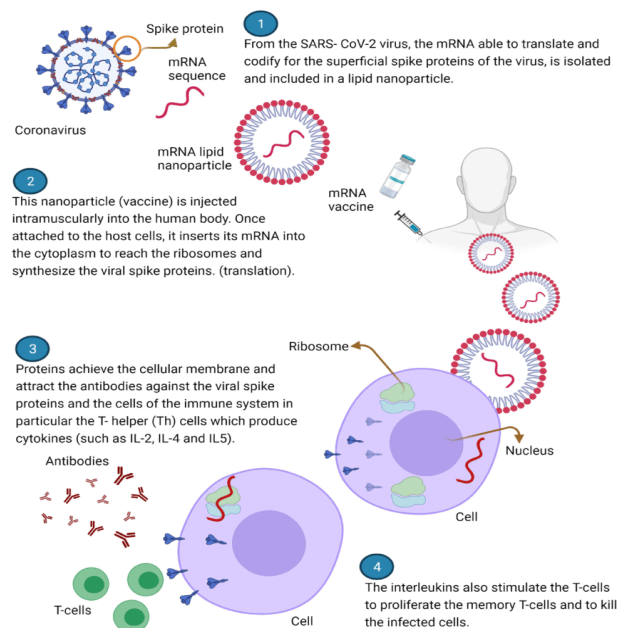 Spike protein
1
From the SARS- CoV-2 virus, the mRNA able to translate and
codify for the superficial spike proteins of the virus, is isolated
and included in a lipid nanoparticle.
mRNA
sequence
Coronavirus
mRNA lipid
nanoparticle
2
This nanoparticle (vaccine) is injected
intramuscularly into the human body. Once
attached to the host cells, it inserts its mRNA into
the cytoplasm to reach the ribosomes and
synthesize the viral spike proteins. (translation).
mRNA
vaccine
3
Proteins achieve the cellular membrane and
attract the antibodies against the viral spike
proteins and the cells of the immune system in
particular the T- helper (Th) cells which produce
cytokines (such as IL-2, IL-4 and IL5).
Ribosome
Nucleus
Cell
Antibodies
T-cells
Cell
4
The interleukins also stimulate the T-cells
to proliferate the memory T-cells and to kill
the infected cells.